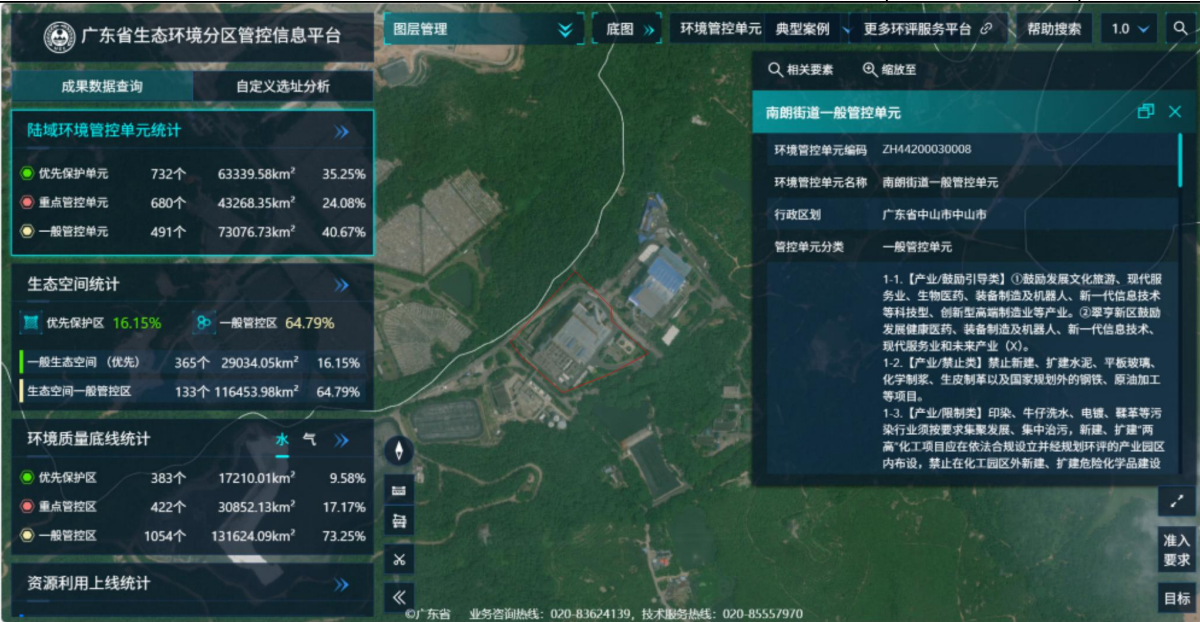 广东省生态环境分区管控信息平台
图层管理
底图
环境管控单元 典型案例 更多环评服务平台 帮助搜索 1.0
成果数据查询 自定义选址分析
陆域环境管控单元统计
优先保护单元 732个 63339.58km² 35.25%
重点管控单元 680个 43268.35km² 24.08%
一般管控单元 491个 73076.73km² 40.67%
生态空间统计
优先保护区 16.15% 一般管控区 64.79%
一般生态空间（优先） 365个 29034.05km² 16.15%
生态空间一般管控区 133个 116453.98km² 64.79%
环境质量底线统计 水 气
优先保护区 383个 17210.01km² 9.58%
重点管控区 422个 30852.13km² 17.17%
一般管控区 1054个 131624.09km² 73.25%
资源利用上线统计
相关要素 缩放至
南朗街道一般管控单元
环境管控单元编码 ZH44200030008
环境管控单元名称 南朗街道一般管控单元
行政区划 广东省中山市中山市
管控单元分类 一般管控单元
1-1.【产业/鼓励引导类】①鼓励发展文化旅游、现代服
务业、生物医药、装备制造及机器人、新一代信息技术
等科技型、创新型高端制造业等产业。②翠亨新区鼓励
发展健康医药、装备制造及机器人、新一代信息技术、
现代服务业和未来产业（X）。
1-2.【产业/禁止类】禁止新建、扩建水泥、平板玻璃、
化学制浆、生皮制革以及国家规划外的钢铁、原油加工
等项目。
1-3.【产业/限制类】印染、牛仔洗水、电镀、鞣革等污
染行业须按要求集聚发展、集中治污，新建、扩建“两
高”化工项目应在依法合规设立并经规划环评的产业园区
内布设，禁止在化工园区外新建、扩建危险化学品建设
准入
要求
目标
©广东省 业务咨询热线：020-83624139，技术服务热线：020-85557970